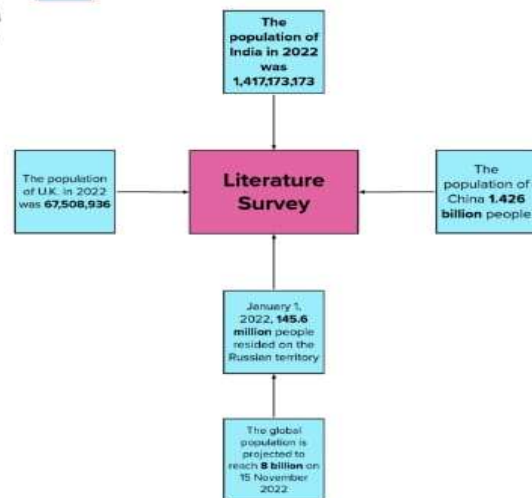 The
population of
India in 2022
was
1,417,173,173
The population
of U.K. in 2022
was 67,508,936
Literature
Survey
The
population of
China 1.426
billion people
January 1,
2022, 145.6
million people
resided on the
Russian territory
The global
population is
projected to
reach 8 billion on
15 November
2022